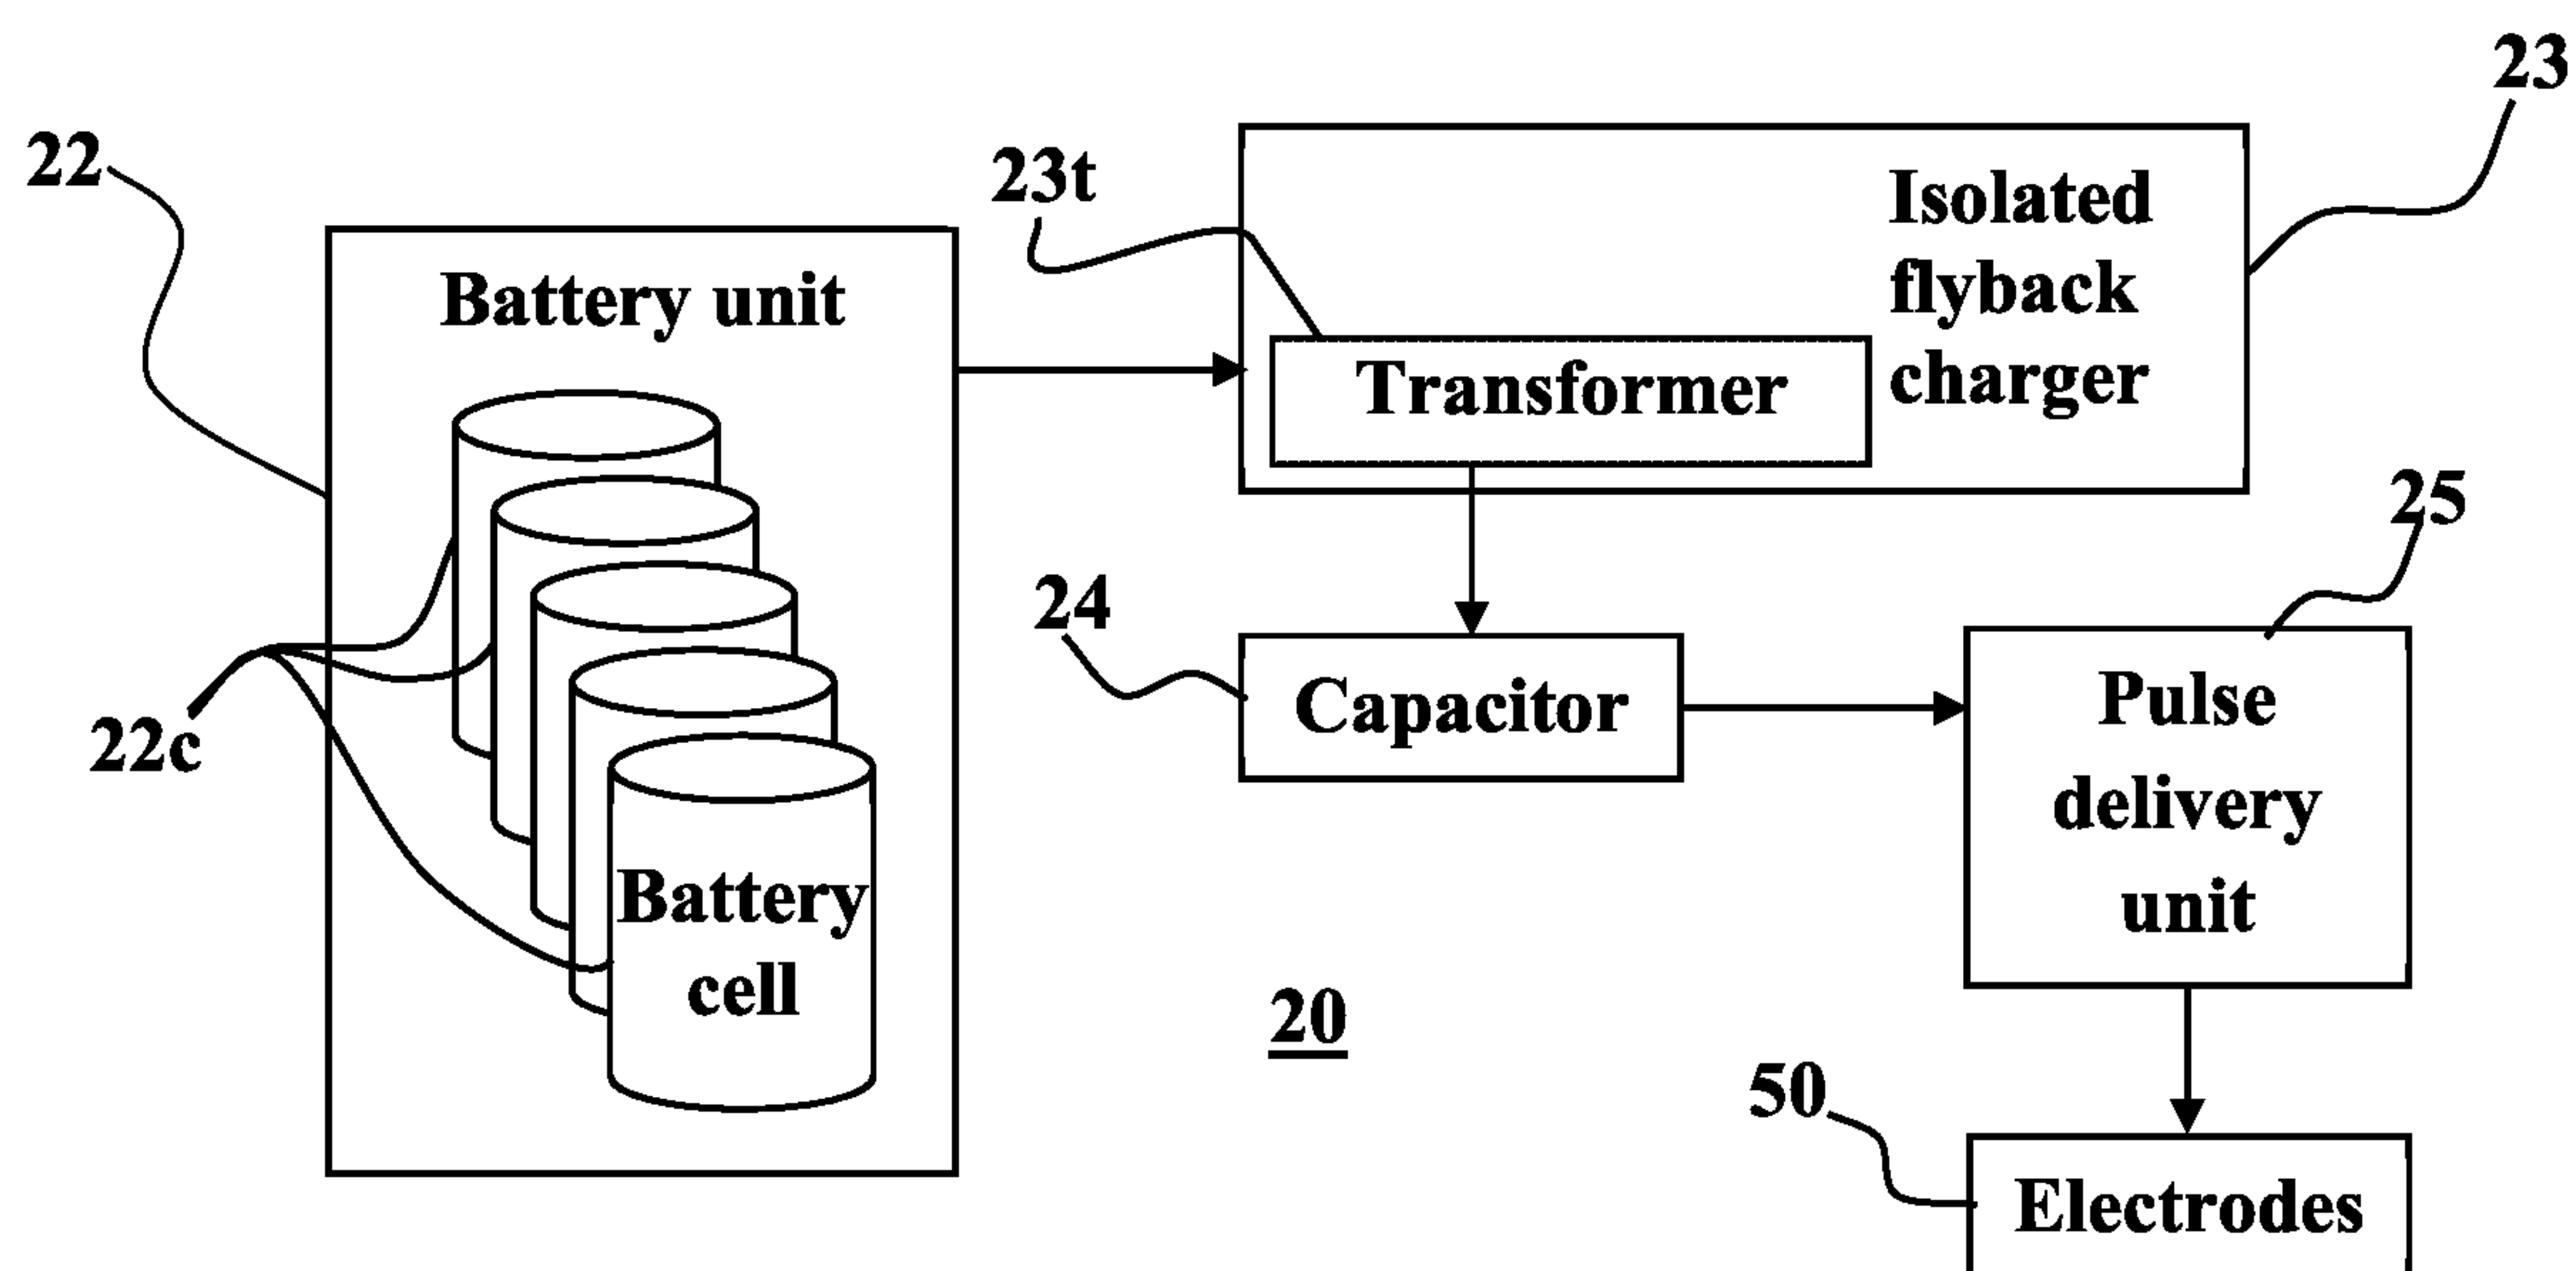 23
22
23t
Isolated
flyback
charger
Battery unit
Transformer
25
24
Capacitor
Pulse
delivery
unit
22c
Battery
cell
20
50
Electrodes